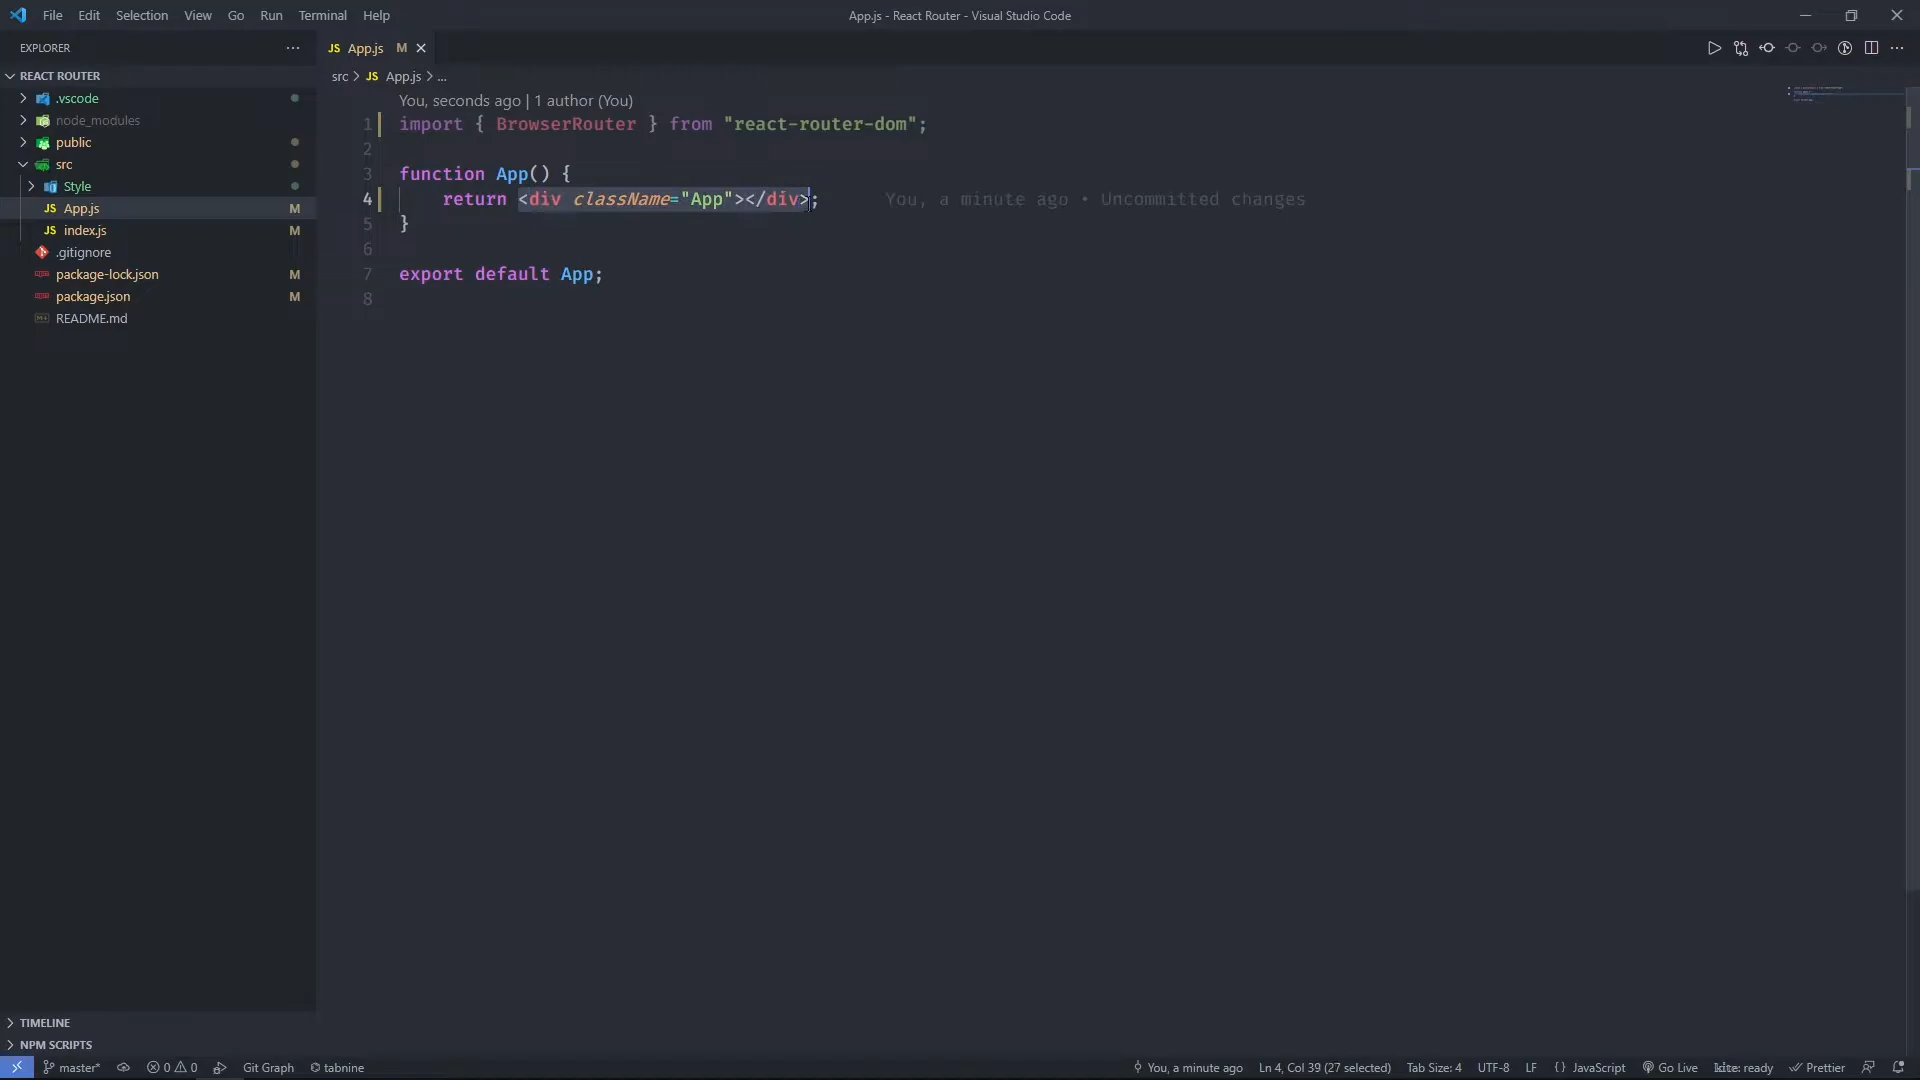 File Edit Selection View Go Run Terminal Help
App.js - React Router - Visual Studio Code
EXPLORER
REACT ROUTER
.vscode
node_modules
public
src
Style
JS App.js M
JS index.js M
.gitignore
package-lock.json M
package.json M
README.md
TIMELINE
NPM SCRIPTS
JS App.js M
src > JS App.js > ...
You, seconds ago | 1 author (You)
1 import { BrowserRouter } from "react-router-dom";
2
3 function App() {
4 return <div className="App"></div>; You, a minute ago • Uncommitted changes
5 }
6
7 export default App;
8
master* 0 0 Git Graph tabnine
You, a minute ago Ln 4, Col 39 (27 selected) Tab Size: 4 UTF-8 LF {} JavaScript Go Live kite: ready Prettier